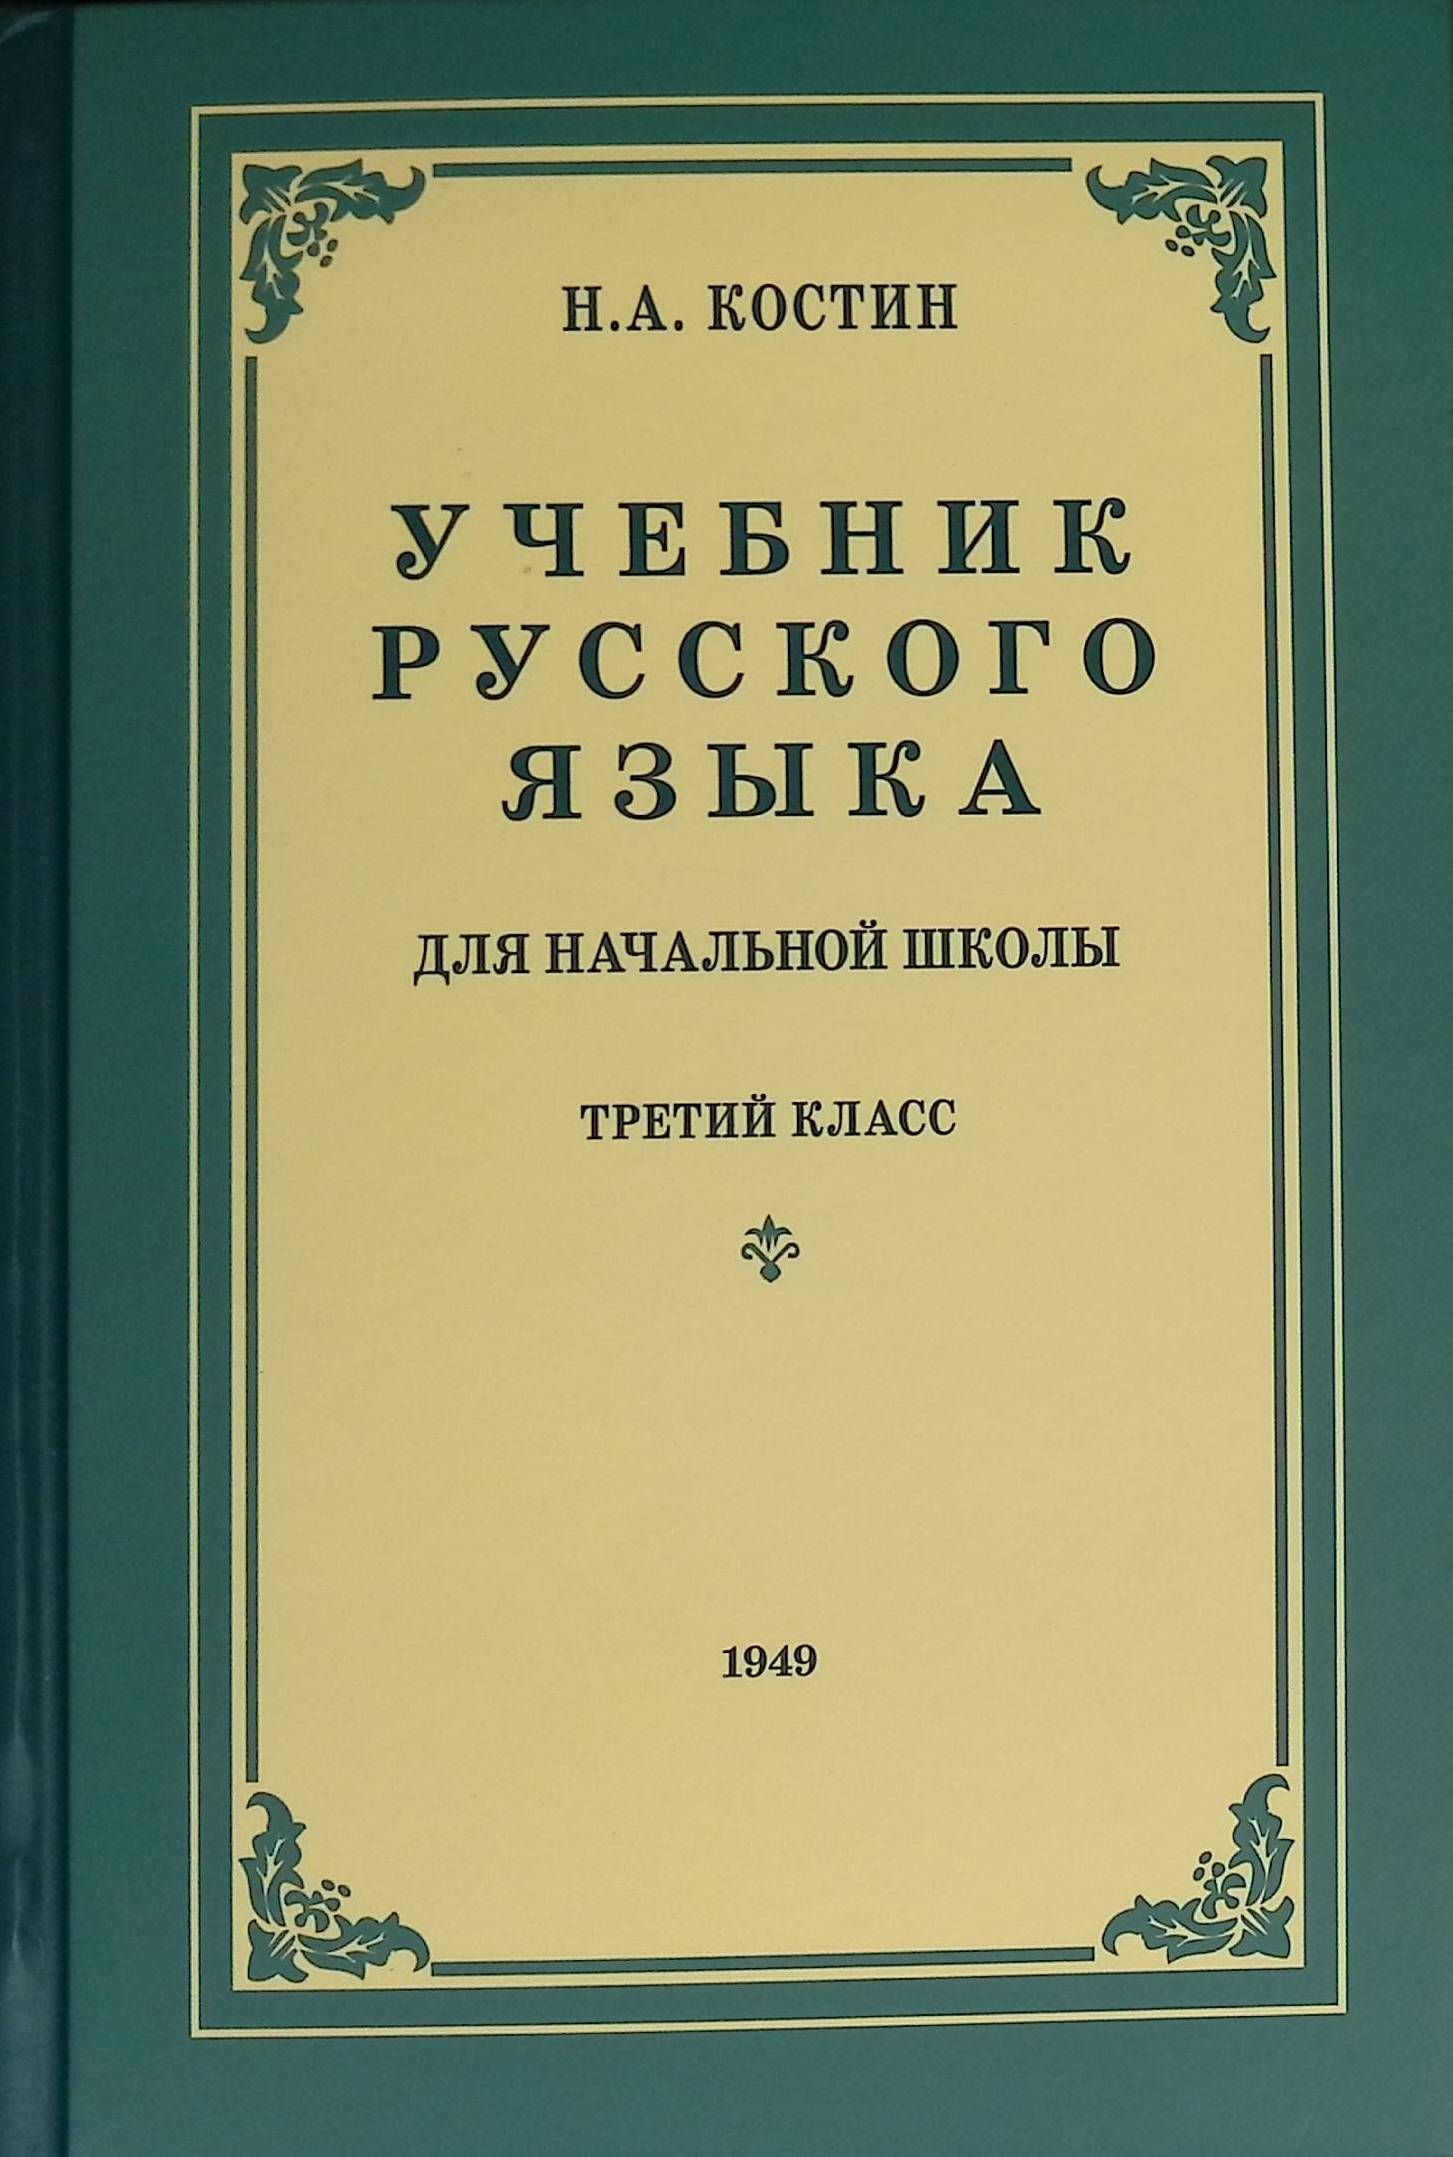 Н.А. КОСТИН
УЧЕБНИК
РУССКОГО
ЯЗЫКА
ДЛЯ НАЧАЛЬНОЙ ШКОЛЫ
ТРЕТИЙ КЛАСС
1949